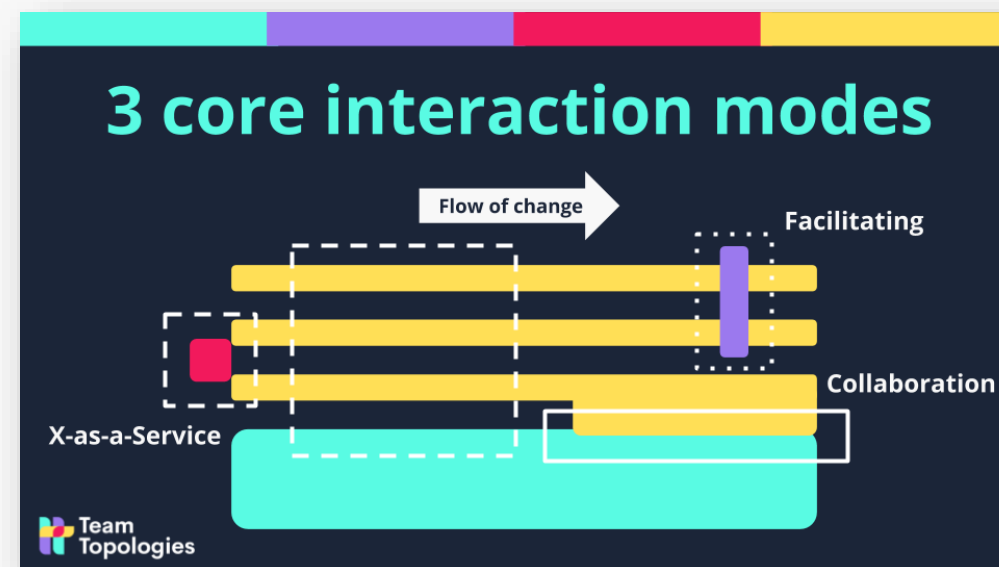 3 core interaction modes
Flow of change
Facilitating
Collaboration
X-as-a-Service
Team
Topologies